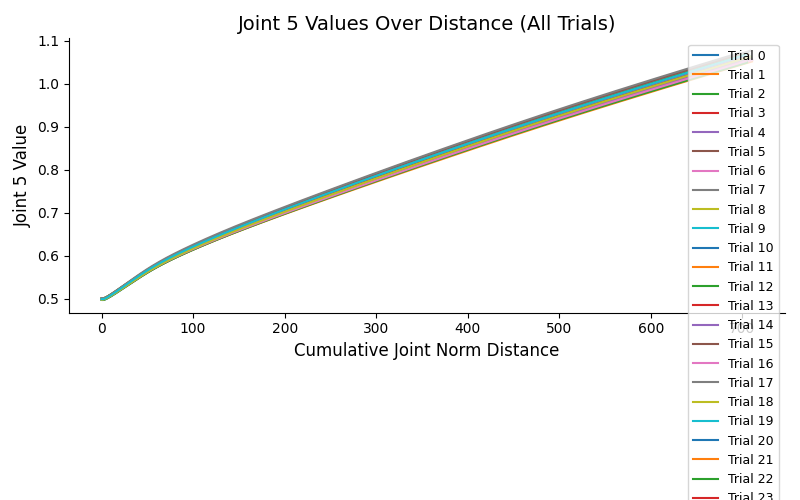 Joint 5 Values Over Distance (All Trials)
Joint 5 Value
1.1
1.0
0.9
0.8
0.7
0.6
0.5
0
100
200
300
400
500
600
700
Cumulative Joint Norm Distance
Trial 0
Trial 1
Trial 2
Trial 3
Trial 4
Trial 5
Trial 6
Trial 7
Trial 8
Trial 9
Trial 10
Trial 11
Trial 12
Trial 13
Trial 14
Trial 15
Trial 16
Trial 17
Trial 18
Trial 19
Trial 20
Trial 21
Trial 22
Trial 23